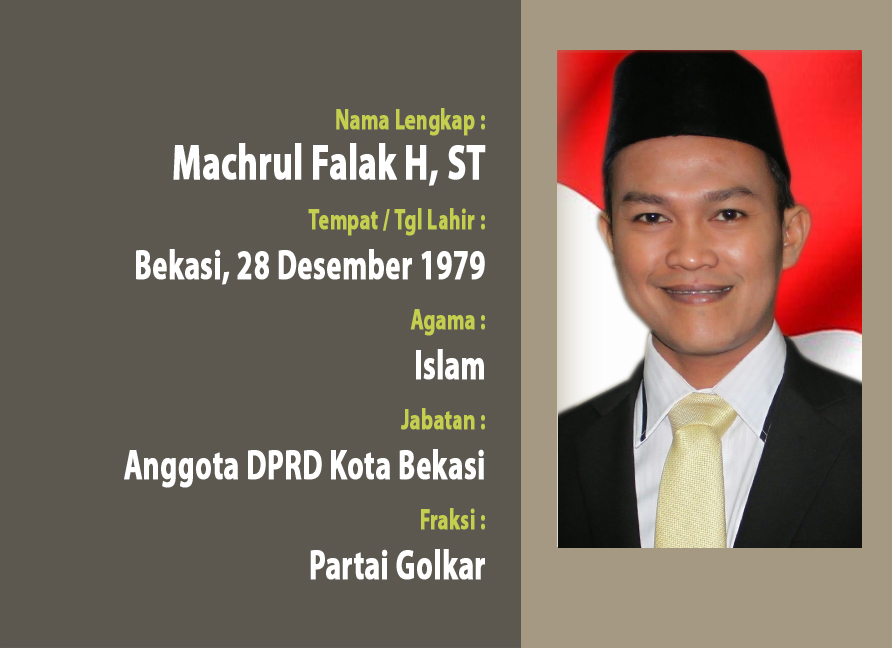 Nama Lengkap :
Machrul Falak H, ST
Tempat / Tgl Lahir :
Bekasi, 28 Desember 1979
Agama :
Islam
Jabatan :
Anggota DPRD Kota Bekasi
Fraksi :
Partai Golkar